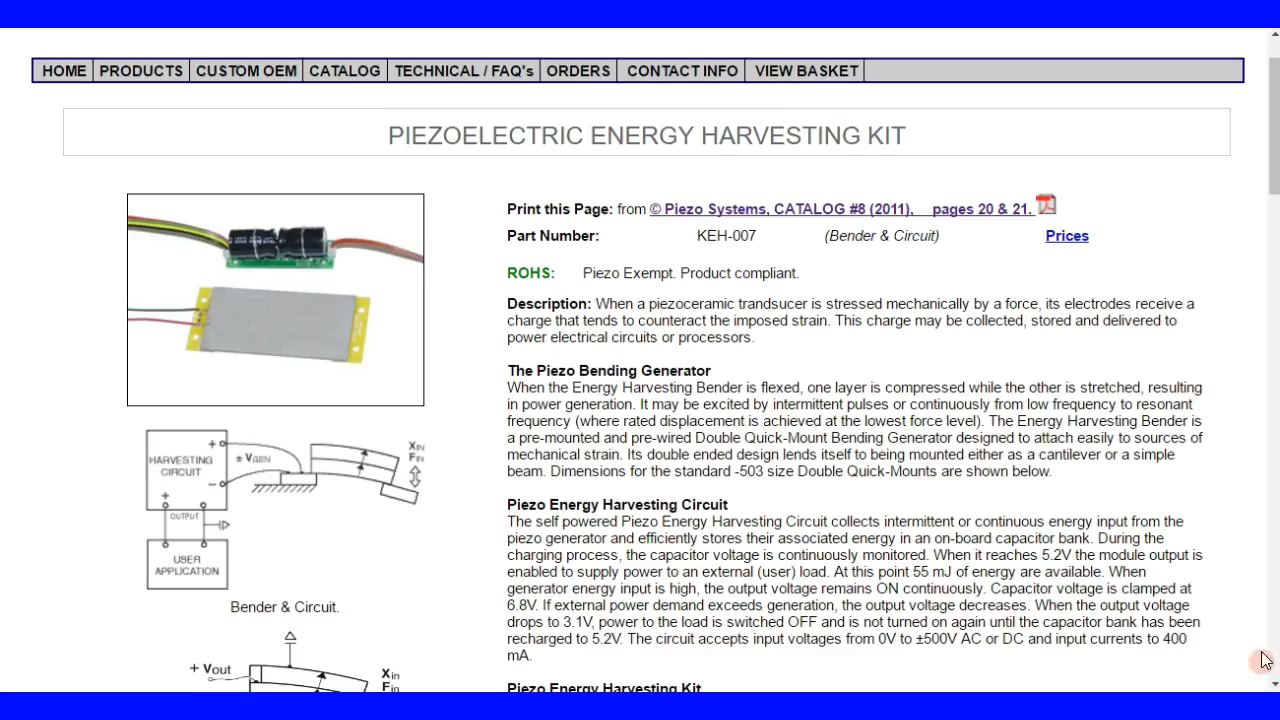 HOME PRODUCTS CUSTOM OEM CATALOG TECHNICAL / FAQ's ORDERS CONTACT INFO VIEW BASKET
PIEZOELECTRIC ENERGY HARVESTING KIT
Print this Page: from © Piezo Systems, CATALOG #8 (2011), pages 20 & 21.
Part Number: KEH-007 (Bender & Circuit) Prices
ROHS: Piezo Exempt. Product compliant.
Description: When a piezoceramic trandsucer is stressed mechanically by a force, its electrodes receive a
charge that tends to counteract the imposed strain. This charge may be collected, stored and delivered to
power electrical circuits or processors.
The Piezo Bending Generator
When the Energy Harvesting Bender is flexed, one layer is compressed while the other is stretched, resulting
in power generation. It may be excited by intermittent pulses or continuously from low frequency to resonant
frequency (where rated displacement is achieved at the lowest force level). The Energy Harvesting Bender is
a pre-mounted and pre-wired Double Quick-Mount Bending Generator designed to attach easily to sources of
mechanical strain. Its double ended design lends itself to being mounted either as a cantilever or a simple
beam. Dimensions for the standard -503 size Double Quick-Mounts are shown below.
Piezo Energy Harvesting Circuit
The self powered Piezo Energy Harvesting Circuit collects intermittent or continuous energy input from the
piezo generator and efficiently stores their associated energy in an on-board capacitor bank. During the
charging process, the capacitor voltage is continuously monitired. When it reaches 5.2V the module output is
enabled to supply power to an external (user) load. At this point 55 mJ of energy are available. When
generator energy input is high, the output voltage remains ON continuously. Capacitor voltage is clamped at
6.8V. If external power demand exceeds generation, the output voltage decreases. When the output voltage
drops to 3.1V, power to the load is switched OFF and is not turned on again until the capacitor bank has been
recharged to 5.2V. The circuit accepts input voltages from 0V to ±500V AC or DC and input currents to 400
mA.
Piezo Energy Harvesting Kit
HARVESTING
CIRCUIT
+
± VGEN
−
+
OUTPUT
USER
APPLICATION
XIN
FIN
Bender & Circuit.
+ Vout
Xin
Fin